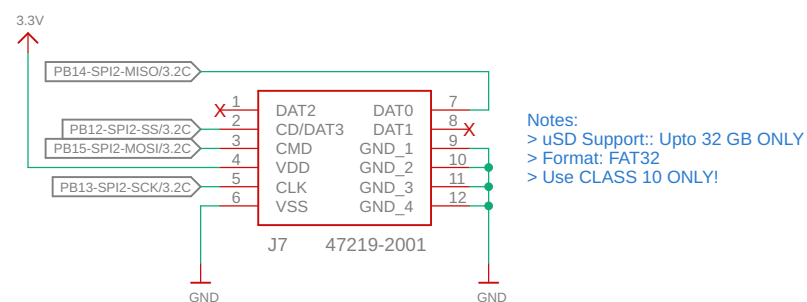 3.3V
PB14-SPI2-MISO/3.2C
PB12-SPI2-SS/3.2C
PB15-SPI2-MOSI/3.2C
PB13-SPI2-SCK/3.2C
1 DAT2 DAT0 7
2 CD/DAT3 DAT1 8
3 CMD GND_1 9
4 VDD GND_2 10
5 CLK GND_3 11
6 VSS GND_4 12
J7 47219-2001
GND GND
Notes:
> uSD Support:: Upto 32 GB ONLY
> Format: FAT32
> Use CLASS 10 ONLY!